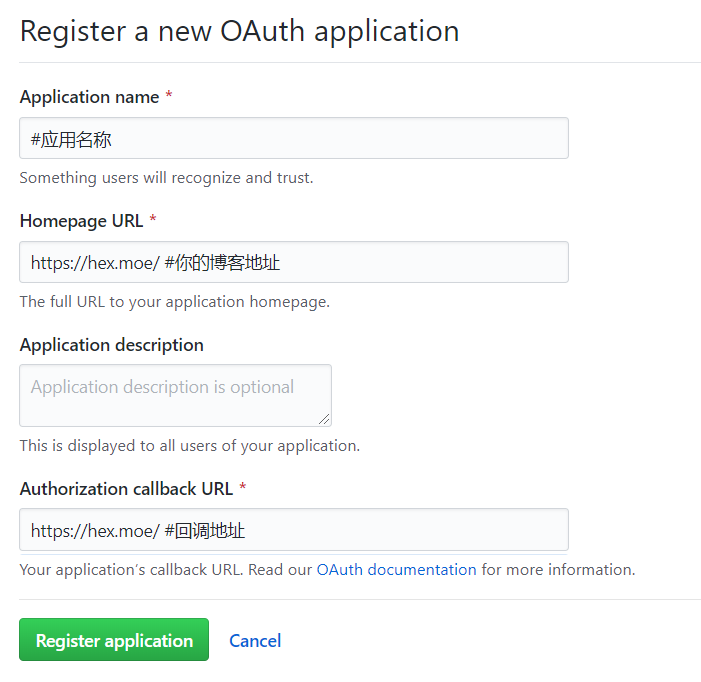 Register a new OAuth application
Application name *
#应用名称
Something users will recognize and trust.
Homepage URL *
https://hex.moe/ #你的博客地址
The full URL to your application homepage.
Application description
Application description is optional
This is displayed to all users of your application.
Authorization callback URL *
https://hex.moe/ #回调地址
Your application’s callback URL. Read our OAuth documentation for more information.
Register application Cancel